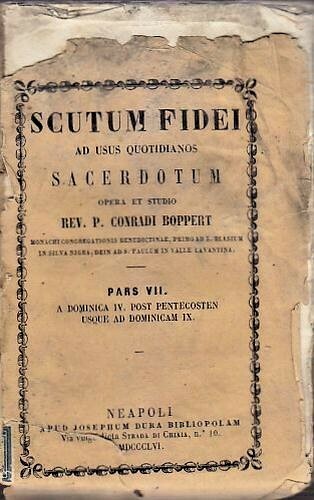 SCUTUM FIDEI
AD USUS QUOTIDIANOS
SACERDOTUM
OPERA ET STUDIO
REV. P. CONRADI BOPPERT
MONACHI CONGREGATIONIS BENEDICTINAE, PRIMO AD S. BLASIUM
IN SILVA NIGRA, DEIN AD S. PAULUM IN VALLE LAVANTINA.
PARS VII.
A DOMINICA IV. POST PENTECOSTEN
USQUE AD DOMINICAM IX.
NEAPOLI
APUD JOSEPHUM DURA BIBLIOPOLAM
Via STRADA DI CHIAIA, n.° 10.
MDCCCLVI.